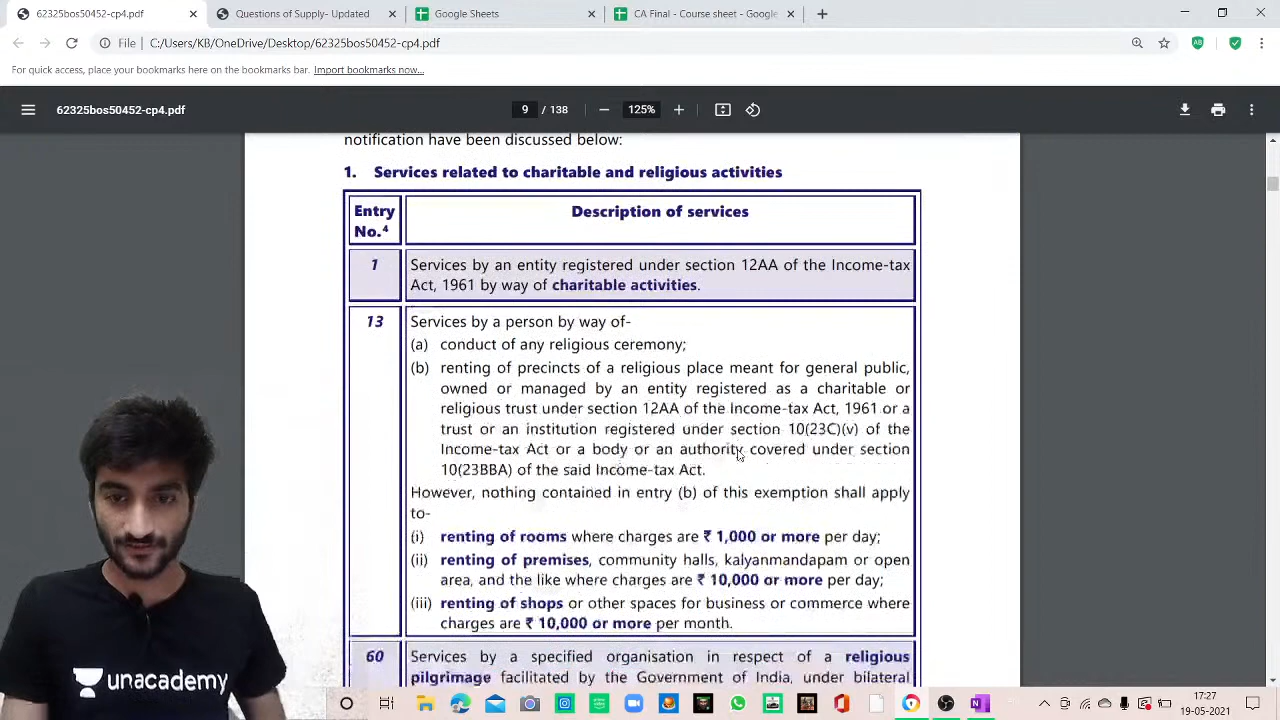 62325bos50452-cp4.pdf
Questions of Supply- Updated
Google Sheets
CA Final - Course sheet - Google
File | C:/Users/KB/OneDrive/Desktop/62325bos50452-cp4.pdf
For quick access, place your bookmarks here on the bookmarks bar. Import bookmarks now...
62325bos50452-cp4.pdf
9 / 138
125%
notification have been discussed below:
1. Services related to charitable and religious activities
Entry No.4
Description of services
1
Services by an entity registered under section 12AA of the Income-tax
Act, 1961 by way of charitable activities.
13
Services by a person by way of-
(a) conduct of any religious ceremony;
(b) renting of precincts of a religious place meant for general public,
owned or managed by an entity registered as a charitable or
religious trust under section 12AA of the Income-tax Act, 1961 or a
trust or an institution registered under section 10(23C)(v) of the
Income-tax Act or a body or an authority covered under section
10(23BBA) of the said Income-tax Act.
However, nothing contained in entry (b) of this exemption shall apply
to-
(i) renting of rooms where charges are ₹ 1,000 or more per day;
(ii) renting of premises, community halls, kalyanmandapam or open
area, and the like where charges are ₹ 10,000 or more per day;
(iii) renting of shops or other spaces for business or commerce where
charges are ₹ 10,000 or more per month.
60
Services by a specified organisation in respect of a religious
pilgrimage facilitated by the Government of India, under bilateral
unacademy
17:27
19-05-2021